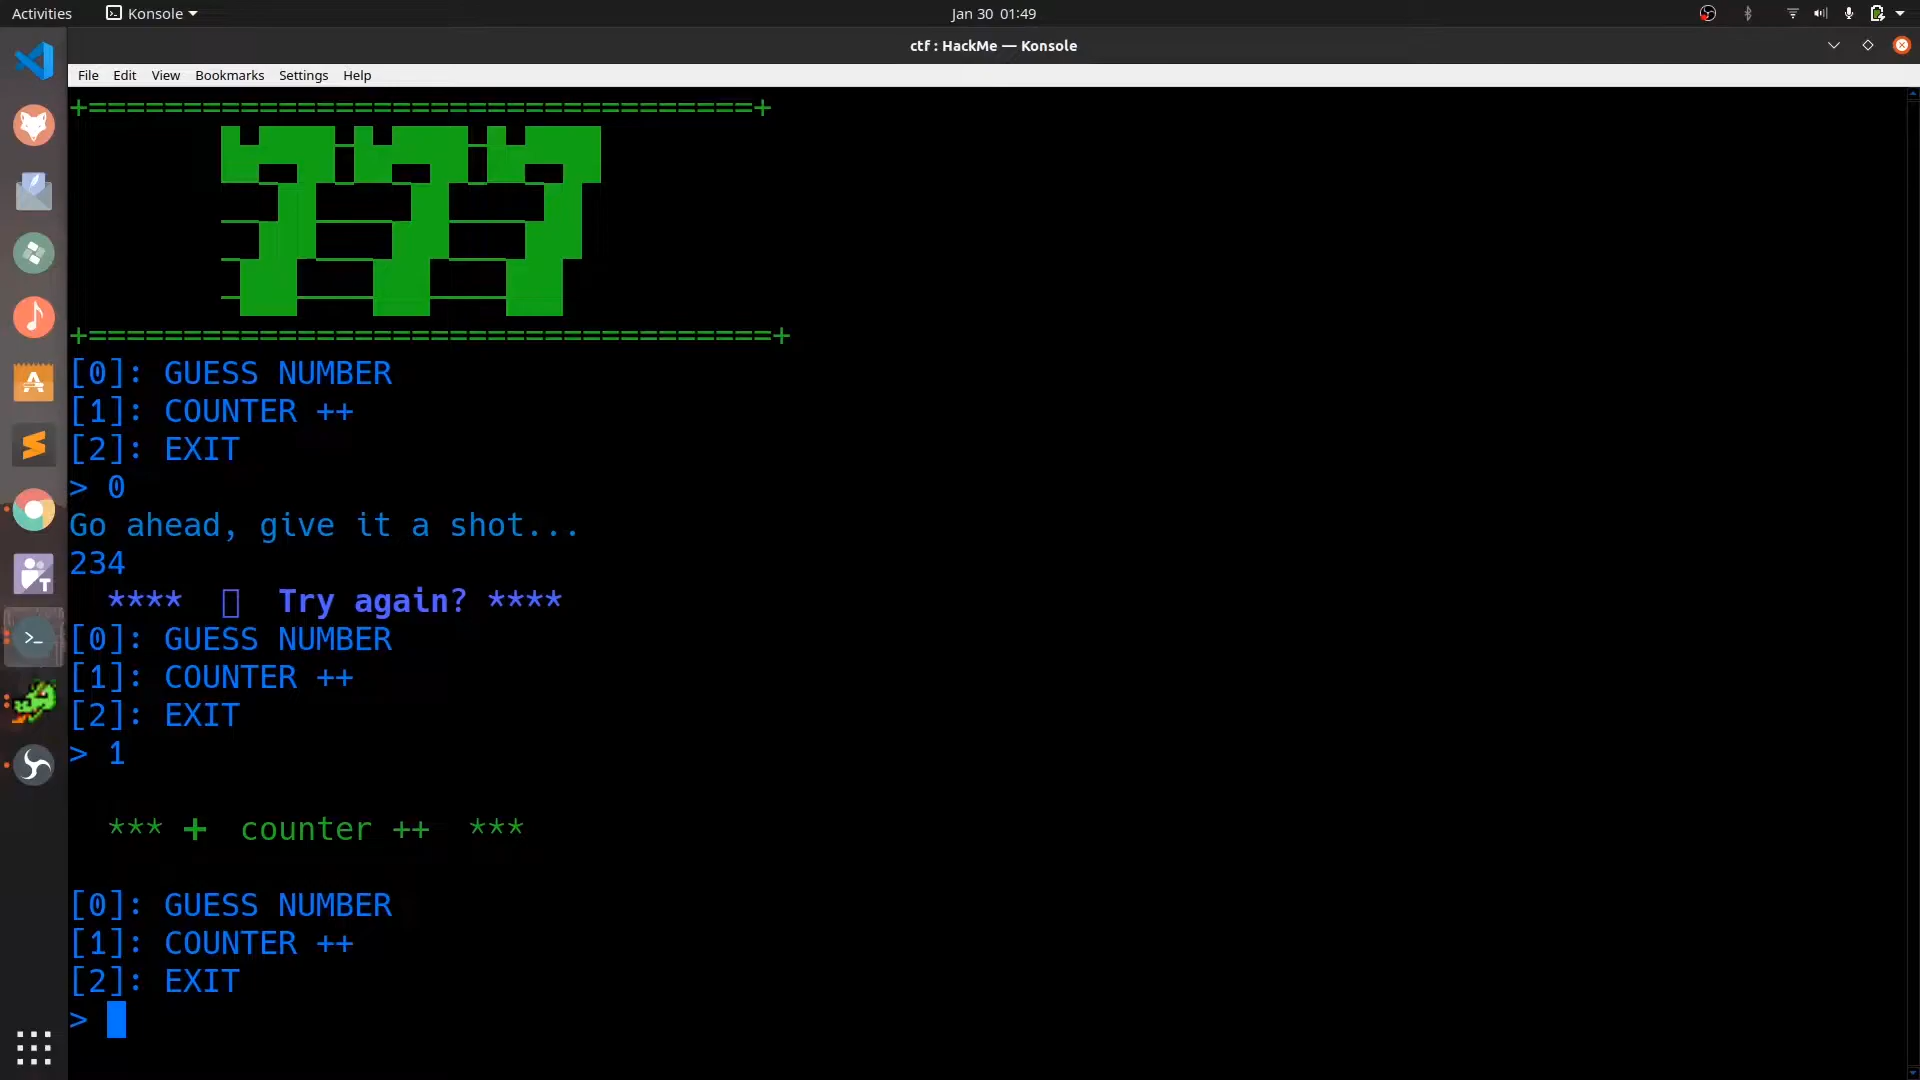 Activities Konsole Jan 30 01:49
ctf : HackMe — Konsole
File Edit View Bookmarks Settings Help
+===================================+
777
+====================================+
[0]: GUESS NUMBER
[1]: COUNTER ++
[2]: EXIT
> 0
Go ahead, give it a shot...
234
**** ▯ Try again? ****
[0]: GUESS NUMBER
[1]: COUNTER ++
[2]: EXIT
> 1
*** + counter ++ ***
[0]: GUESS NUMBER
[1]: COUNTER ++
[2]: EXIT
>